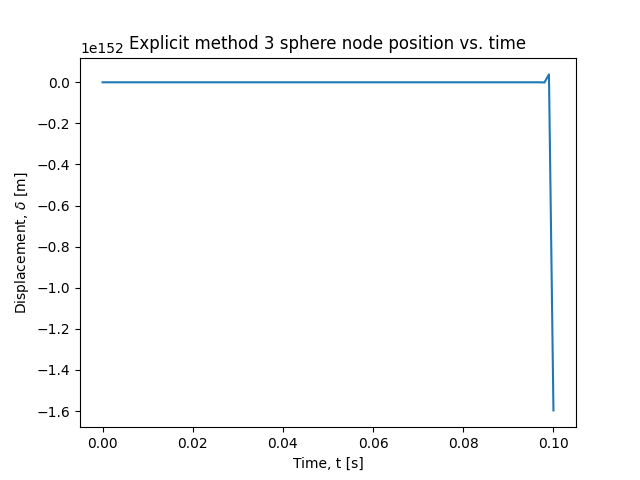 Explicit method 3 sphere node position vs. time
1e152
0.0
−0.2
−0.4
−0.6
−0.8
−1.0
−1.2
−1.4
−1.6
Displacement, δ [m]
0.00 0.02 0.04 0.06 0.08 0.10
Time, t [s]